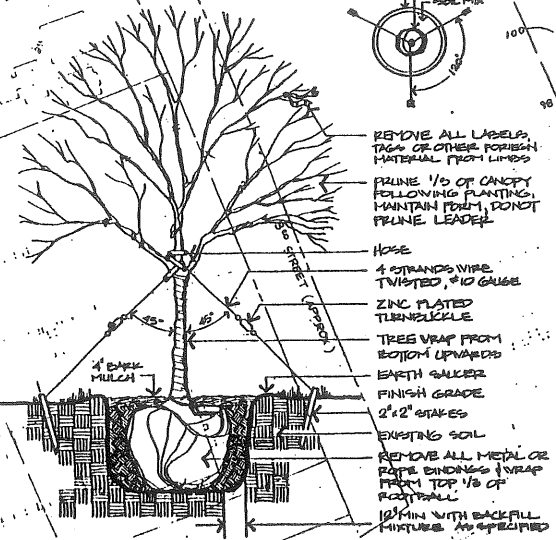 SOIL MIX
120°
100
98
REMOVE ALL LABELS,
TAGS OR OTHER FORIEGN
MATERIAL FROM LIMBS
PRUNE 1/3 OF CANOPY
FOLLOWING PLANTING,
MAINTAIN FORM, DO NOT
PRUNE LEADER
HOSE
4 STRANDS WIRE
TWISTED, #10 GAUGE
ZINC PLATED
TURNBUCKLE
STREET (APPROX)
45° 45°
TREE WRAP FROM
BOTTOM UPWARDS
4" BARK
MULCH
EARTH SAUCER
FINISH GRADE
2"x2" STAKES
EXISTING SOIL
REMOVE ALL METAL OR
ROPE BINDINGS & WRAP
FROM TOP 1/3 OF
ROOTBALL
12" MIN WITH BACKFILL
MIXTURE AS SPECIFIED